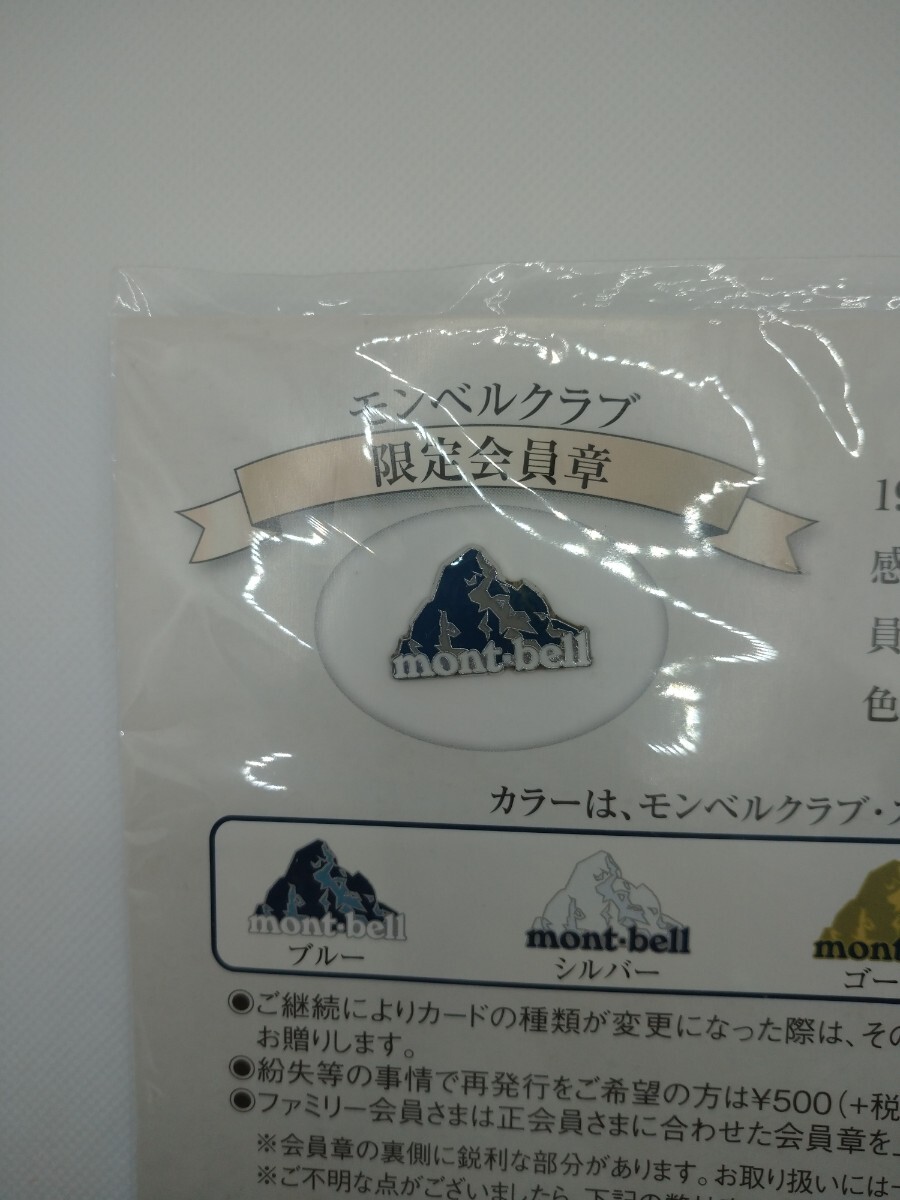 モンベルクラブ
限定会員章
mont·bell
19
感
員
色
カラーは、モンベルクラブ・カ
mont·bell
ブルー
mont·bell
シルバー
mont
ゴー
◉ご継続によりカードの種類が変更になった際は、その
お贈りします。
◉紛失等の事情で再発行をご希望の方は¥500(+税
◉ファミリー会員さまは正会員さまに合わせた会員章を
※会員章の裏側に鋭利な部分があります。お取り扱いには
※ご不明な点がございましたら、下記の